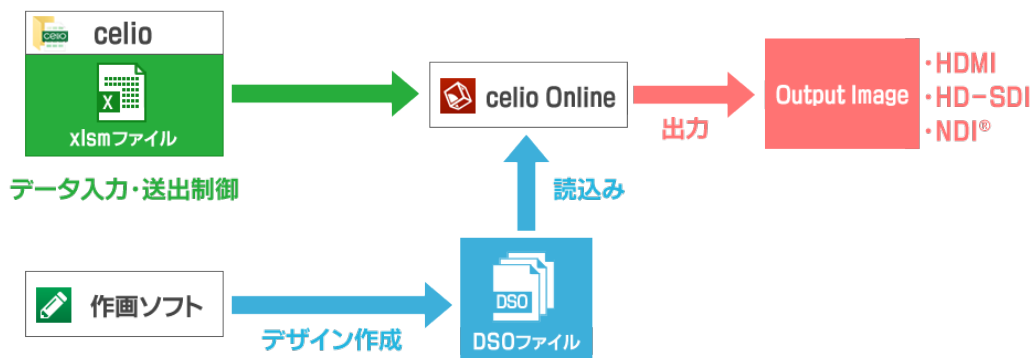 celio
celio
X
xlsmファイル
データ入力・送出制御
celio Online
出力
Output Image
・HDMI
・HD-SDI
・NDI®
読込み
作画ソフト
デザイン作成
DSO
DSOファイル